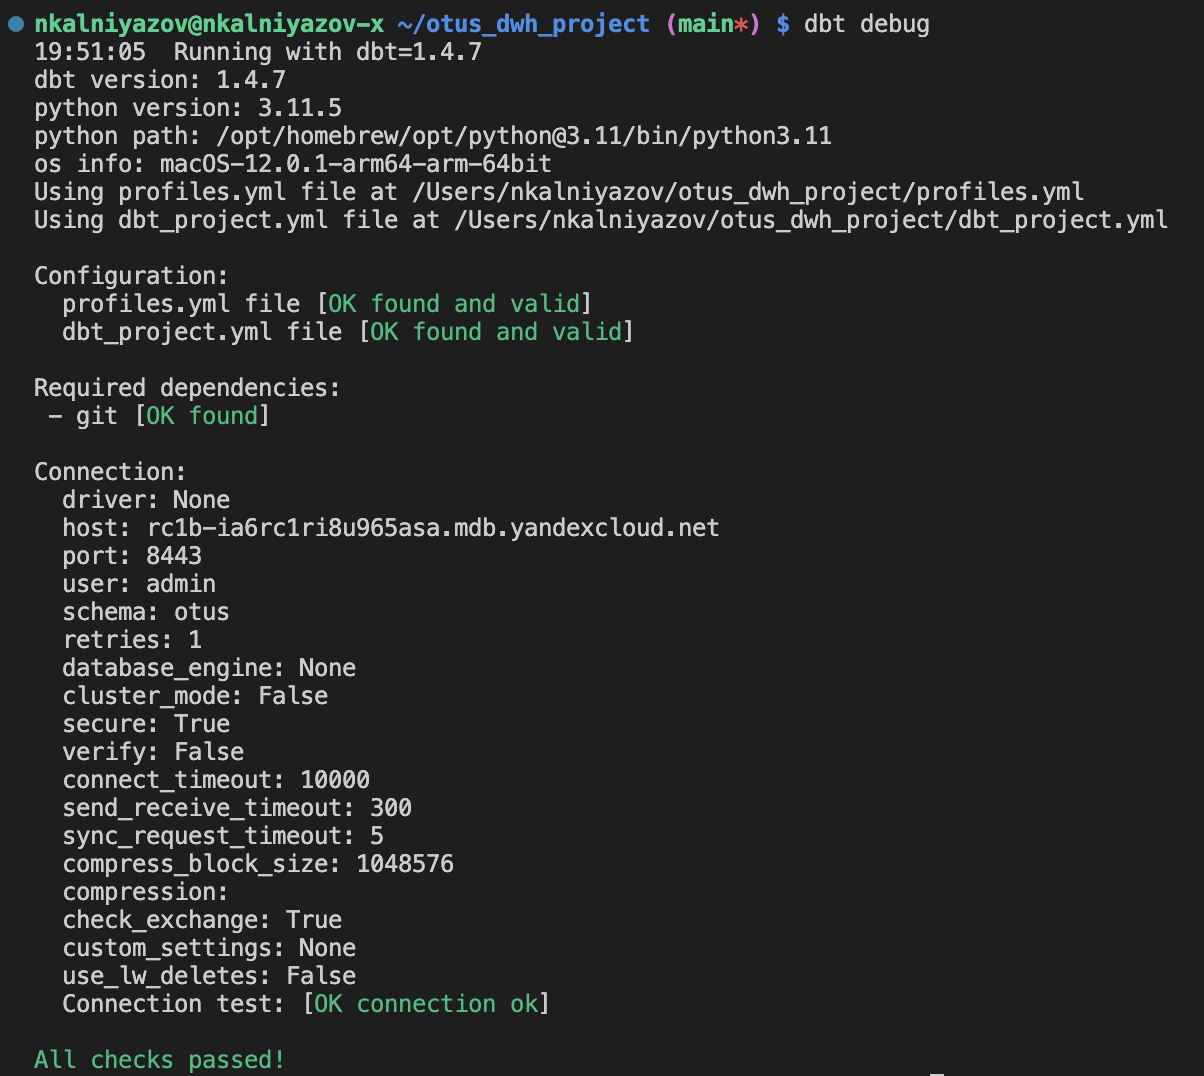 nkalniyazov@nkalniyazov-x ~/otus_dwh_project (main*) $ dbt debug
19:51:05  Running with dbt=1.4.7
dbt version: 1.4.7
python version: 3.11.5
python path: /opt/homebrew/opt/python@3.11/bin/python3.11
os info: macOS-12.0.1-arm64-arm-64bit
Using profiles.yml file at /Users/nkalniyazov/otus_dwh_project/profiles.yml
Using dbt_project.yml file at /Users/nkalniyazov/otus_dwh_project/dbt_project.yml
Configuration:
  profiles.yml file [OK found and valid]
  dbt_project.yml file [OK found and valid]
Required dependencies:
 - git [OK found]
Connection:
  driver: None
  host: rc1b-ia6rc1ri8u965asa.mdb.yandexcloud.net
  port: 8443
  user: admin
  schema: otus
  retries: 1
  database_engine: None
  cluster_mode: False
  secure: True
  verify: False
  connect_timeout: 10000
  send_receive_timeout: 300
  sync_request_timeout: 5
  compress_block_size: 1048576
  compression:
  check_exchange: True
  custom_settings: None
  use_lw_deletes: False
  Connection test: [OK connection ok]
All checks passed!